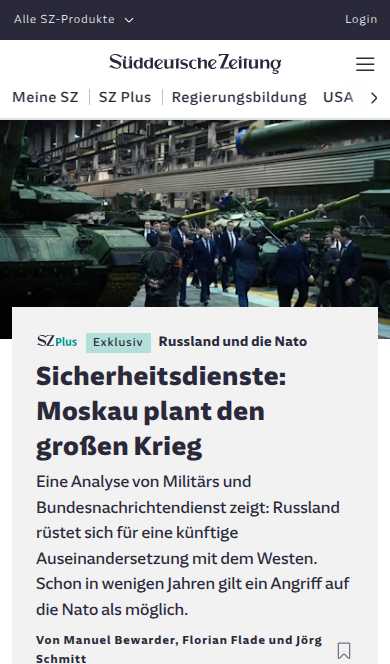 Alle SZ-Produkte
Login
Süddeutsche Zeitung
Meine SZ SZ Plus Regierungsbildung USA
SZ Plus Exklusiv Russland und die Nato
Sicherheitsdienste:
Moskau plant den
großen Krieg
Eine Analyse von Militärs und
Bundesnachrichtendienst zeigt: Russland
rüstet sich für eine künftige
Auseinandersetzung mit dem Westen.
Schon in wenigen Jahren gilt ein Angriff auf
die Nato als möglich.
Von Manuel Bewarder, Florian Flade und Jörg
Schmitt